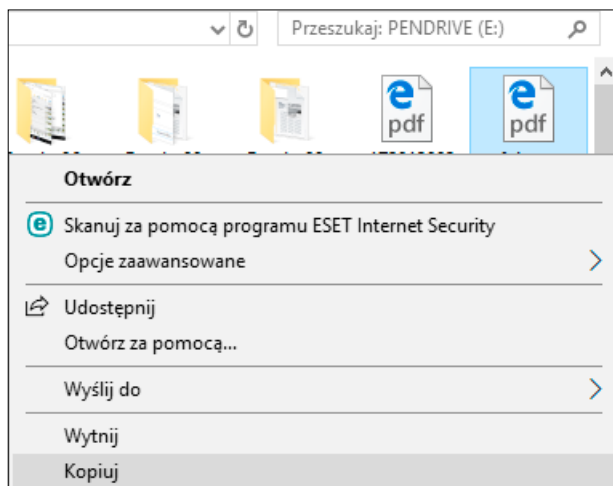 Przeszukaj: PENDRIVE (E:)
pdf
pdf
Otwórz
Skanuj za pomocą programu ESET Internet Security
Opcje zaawansowane
Udostępnij
Otwórz za pomocą...
Wyślij do
Wytnij
Kopiuj